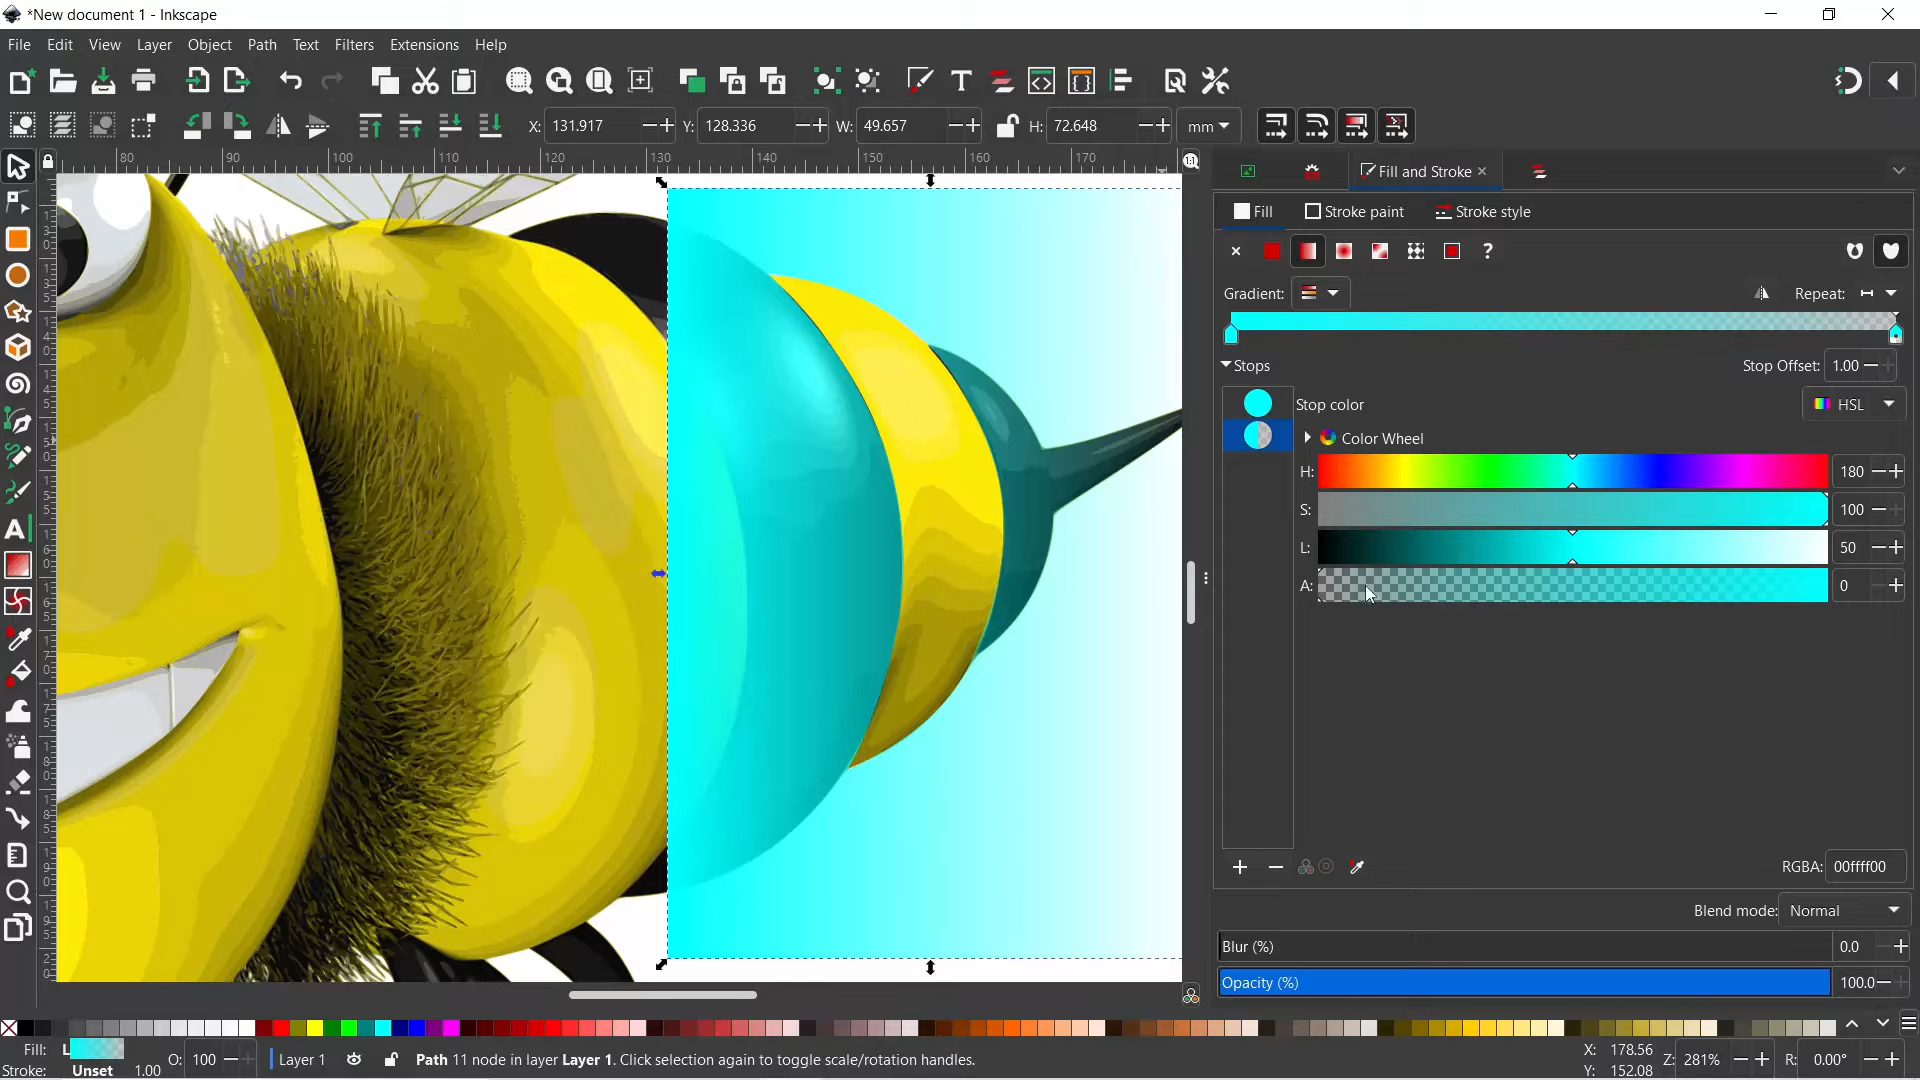 *New document 1 - Inkscape
File Edit View Layer Object Path Text Filters Extensions Help
X: 131.917 Y: 128.336 W: 49.657 H: 72.648 mm
80 90 100 110 120 130 140 150 160 170
1:1
Fill and Stroke
Fill Stroke paint Stroke style
Gradient: Repeat:
Stops Stop Offset: 1.00
Stop color HSL
Color Wheel
H: 180
S: 100
L: 50
A: 0
RGBA: 00ffff00
Blend mode: Normal
Blur (%) 0.0
Opacity (%) 100.0
Fill: L O: 100 Layer 1 Path 11 node in layer Layer 1. Click selection again to toggle scale/rotation handles. X: 178.56 Z: 281% R: 0.00°
Stroke: Unset 1.00 Y: 152.08